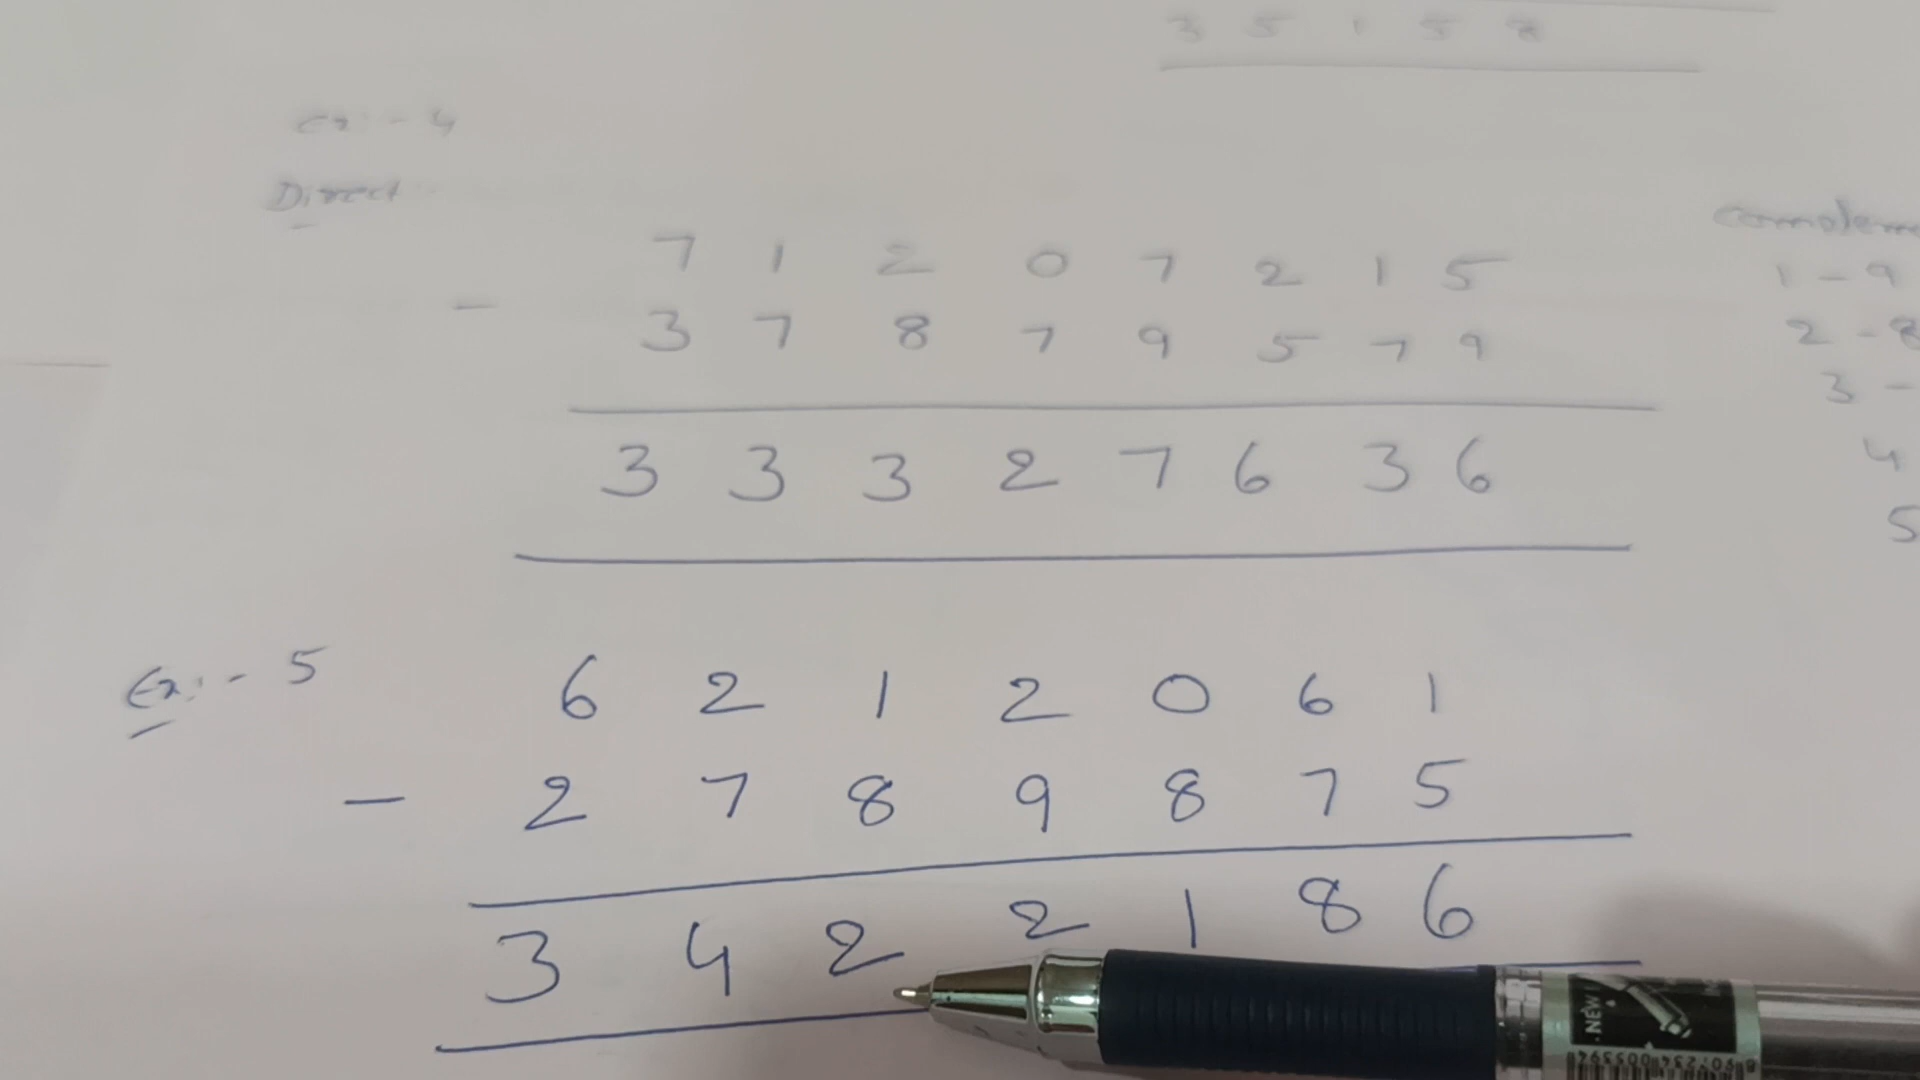 3 5 1 5 8
Ex:- 4
Direct
7 1 2 0 7 2 1 5
- 3 7 8 7 9 5 7 9
3 3 3 2 7 6 3 6
1 - 9
2 - 8
3 -
4
5
Ex:- 5
6 2 1 2 0 6 1
- 2 7 8 9 8 7 5
3 4 2 2 1 8 6
NEW